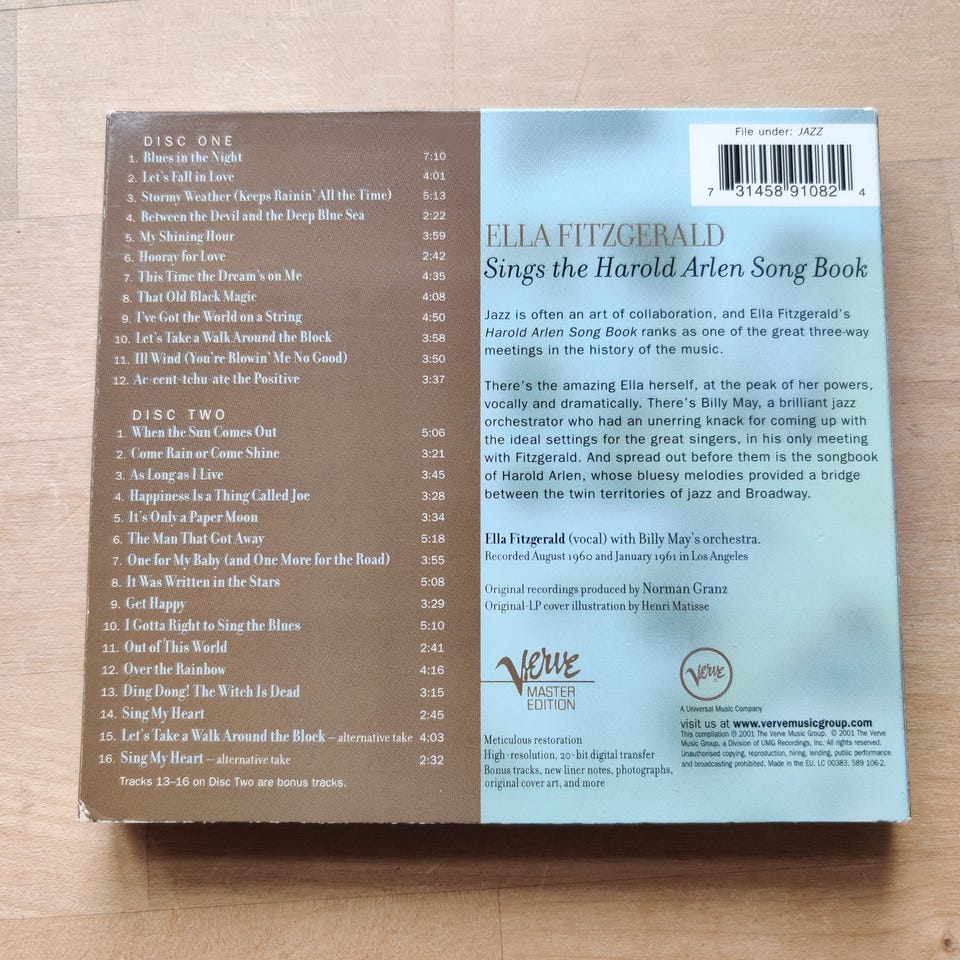 DISC ONE
1. Blues in the Night 7:10
2. Let's Fall in Love 4:01
3. Stormy Weather (Keeps Rainin' All the Time) 5:13
4. Between the Devil and the Deep Blue Sea 2:22
5. My Shining Hour 3:59
6. Hooray for Love 2:42
7. This Time the Dream's on Me 4:35
8. That Old Black Magic 4:08
9. I've Got the World on a String 4:50
10. Let's Take a Walk Around the Block 3:58
11. Ill Wind (You're Blowin' Me No Good) 3:50
12. Ac-cent-tchu-ate the Positive 3:37
DISC TWO
1. When the Sun Comes Out 5:06
2. Come Rain or Come Shine 3:21
3. As Long as I Live 3:45
4. Happiness Is a Thing Called Joe 3:28
5. It's Only a Paper Moon 3:34
6. The Man That Got Away 5:18
7. One for My Baby (and One More for the Road) 3:55
8. It Was Written in the Stars 5:08
9. Get Happy 3:29
10. I Gotta Right to Sing the Blues 5:10
11. Out of This World 2:41
12. Over the Rainbow 4:16
13. Ding Dong! The Witch Is Dead 3:15
14. Sing My Heart 2:45
15. Let's Take a Walk Around the Block – alternative take 4:03
16. Sing My Heart – alternative take 2:32
Tracks 13–16 on Disc Two are bonus tracks.
File under: JAZZ
7 31458 91082 4
ELLA FITZGERALD
Sings the Harold Arlen Song Book
Jazz is often an art of collaboration, and Ella Fitzgerald's
Harold Arlen Song Book ranks as one of the great three-way
meetings in the history of the music.
There's the amazing Ella herself, at the peak of her powers,
vocally and dramatically. There's Billy May, a brilliant jazz
orchestrator who had an unerring knack for coming up with
the ideal settings for the great singers, in his only meeting
with Fitzgerald. And spread out before them is the songbook
of Harold Arlen, whose bluesy melodies provided a bridge
between the twin territories of jazz and Broadway.
Ella Fitzgerald (vocal) with Billy May's orchestra.
Recorded August 1960 and January 1961 in Los Angeles
Original recordings produced by Norman Granz
Original-LP cover illustration by Henri Matisse
Verve
MASTER
EDITION
Meticulous restoration
High-resolution, 20-bit digital transfer
Bonus tracks, new liner notes, photographs,
original cover art, and more
Verve
A Universal Music Company
visit us at www.vervemusicgroup.com
This compilation ℗ 2001 The Verve Music Group. © 2001 The Verve
Music Group, a Division of UMG Recordings, Inc. All rights reserved.
Unauthorised copying, reproduction, hiring, lending, public performance
and broadcasting prohibited. Made in the EU. LC 00383. 589 108-2.